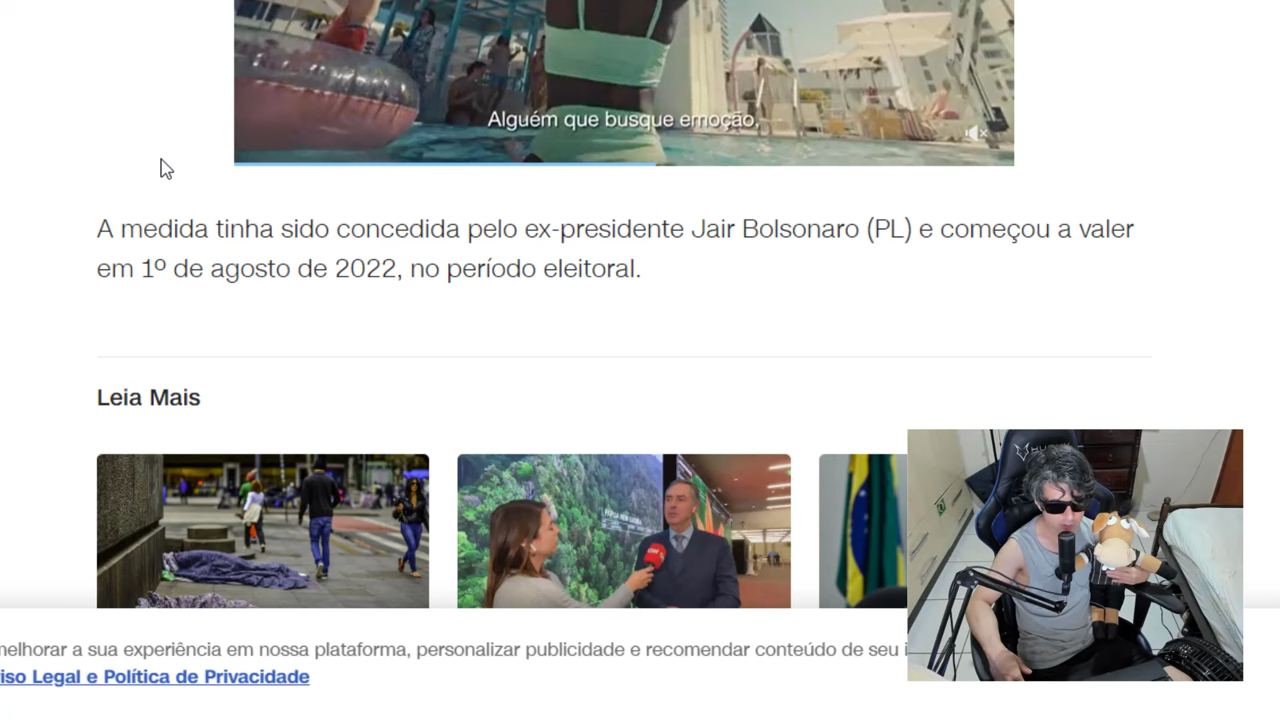 Alguém que busque emoção,
A medida tinha sido concedida pelo ex-presidente Jair Bolsonaro (PL) e começou a valer
em 1º de agosto de 2022, no período eleitoral.
Leia Mais
melhorar a sua experiência em nossa plataforma, personalizar publicidade e recomendar conteúdo de seu
Legal e Política de Privacidade